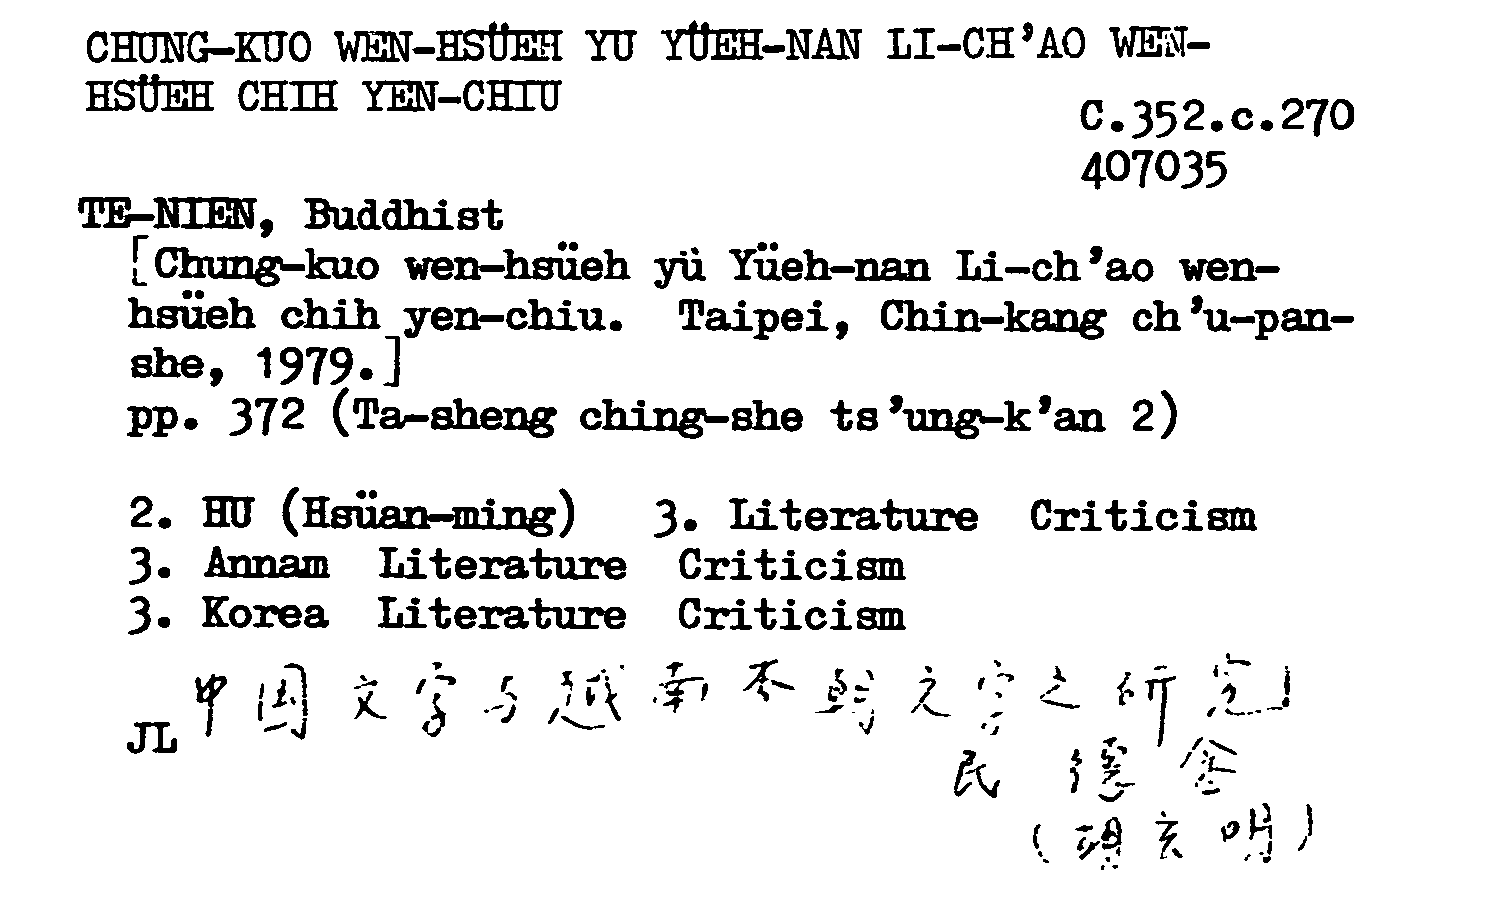 CHUNG-KUO WEN-HSÜEH YU YÜEH-NAN LI-CH'AO WEN-
HSÜEH CHIH YEN-CHIU
C.352.c.270
407035
TE-NIEN, Buddhist
[Chung-kuo wen-hsüeh yü Yüeh-nan Li-ch'ao wen-
hsüeh chih yen-chiu. Taipei, Chin-kang ch'u-pan-
she, 1979.]
pp. 372 (Ta-sheng ching-she ts'ung-k'an 2)
2. HU (Hsüan-ming) 3. Literature Criticism
3. Annam Literature Criticism
3. Korea Literature Criticism
中国文学与越南李朝文学之研究
JL
德念
(胡玄明)